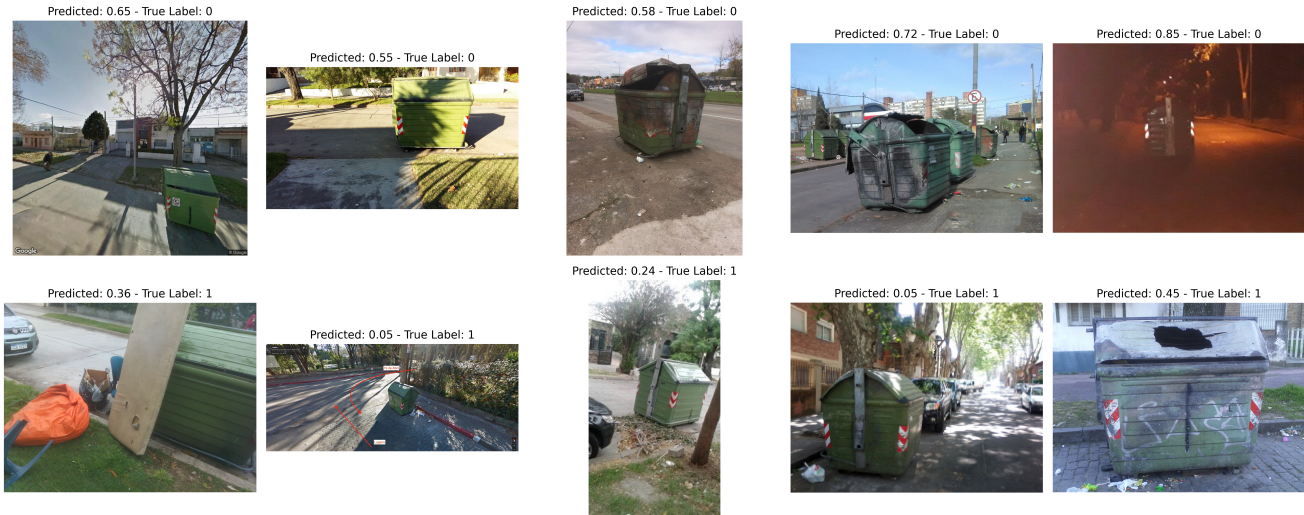 Predicted: 0.65 - True Label: 0
Predicted: 0.55 - True Label: 0
Predicted: 0.58 - True Label: 0
Predicted: 0.72 - True Label: 0
Predicted: 0.85 - True Label: 0
Google
Predicted: 0.36 - True Label: 1
Predicted: 0.05 - True Label: 1
Predicted: 0.24 - True Label: 1
Predicted: 0.05 - True Label: 1
Predicted: 0.45 - True Label: 1